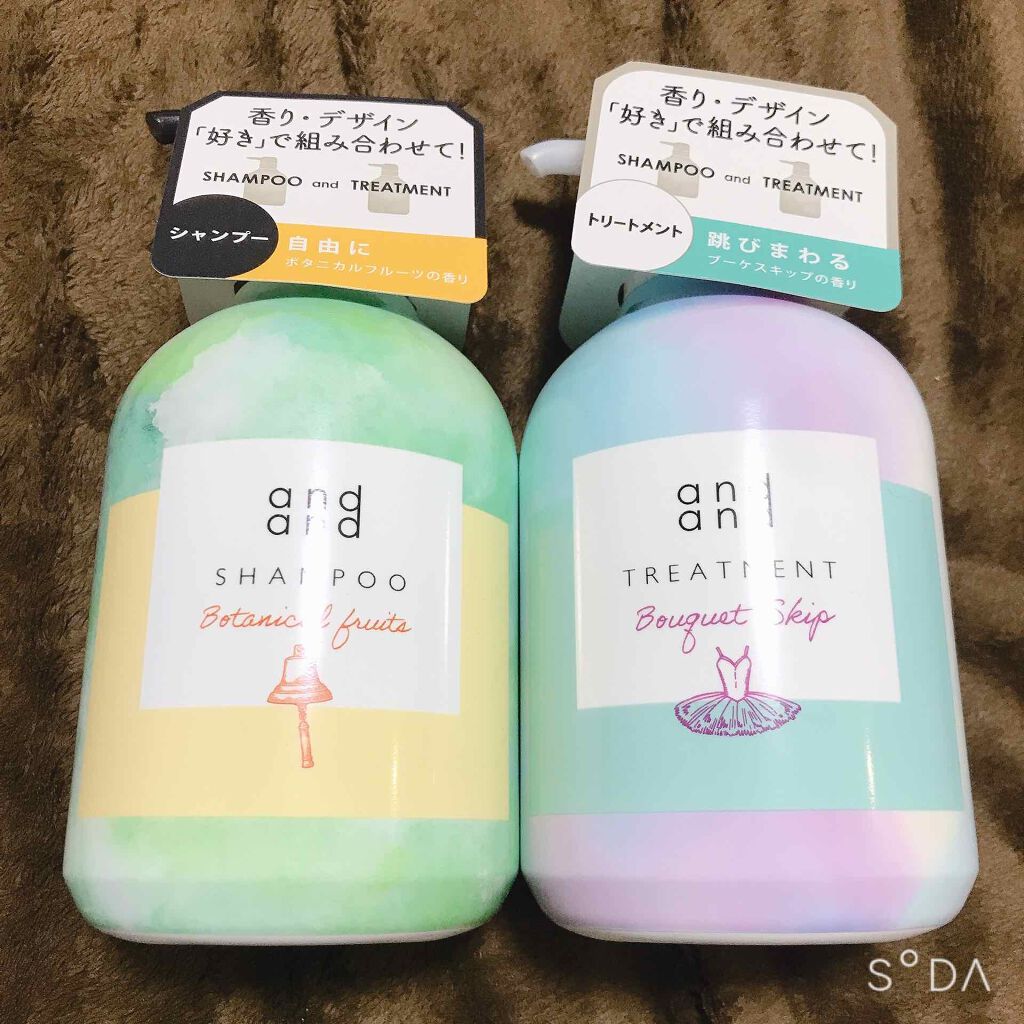 香り・デザイン
「好き」で組み合わせて!
SHAMPOO and TREATMENT
シャンプー
自由に
ボタニカルフルーツの香り
and
and
SHAMPOO
Botanical fruits
香り・デザイン
「好き」で組み合わせて!
SHAMPOO and TREATMENT
トリートメント
跳びまわる
ブーケスキップの香り
and
and
TREATMENT
Bouquet Skip
SODA